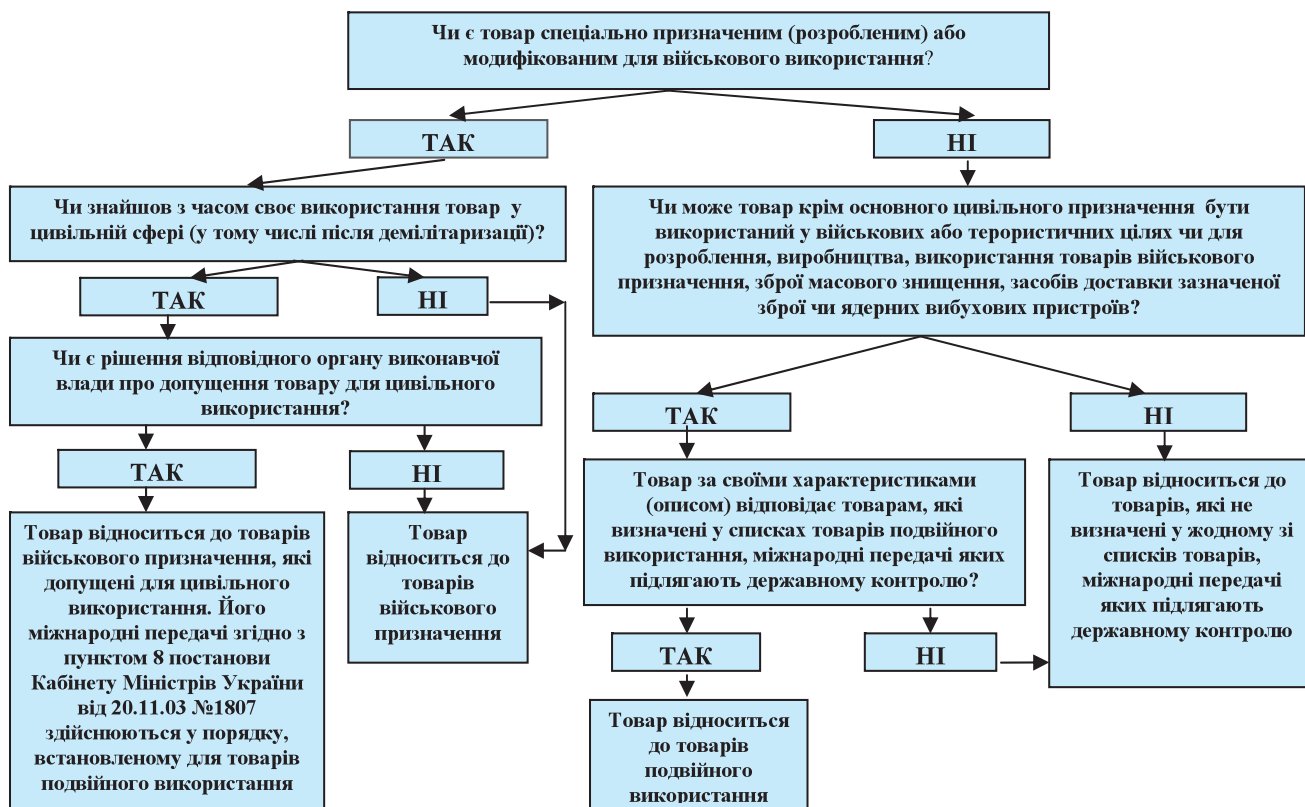 Чи є товар спеціально призначеним (розробленим) або
модифікованим для військового використання?
ТАК
НІ
Чи знайшов з часом своє використання товар у
цивільній сфері (у тому числі після демілітаризації)?
ТАК
НІ
Чи є рішення відповідного органу виконавчої
влади про допущення товару для цивільного
використання?
ТАК
НІ
Товар відноситься до товарів
військового призначення, які
допущені для цивільного
використання. Його
міжнародні передачі згідно з
пунктом 8 постанови
Кабінету Міністрів України
від 20.11.03 №1807
здійснюються у порядку,
встановленому для товарів
подвійного використання
Товар
відноситься до
товарів
військового
призначення
Чи може товар крім основного цивільного призначення бути
використаний у військових або терористичних цілях чи для
розроблення, виробництва, використання товарів військового
призначення, зброї масового знищення, засобів доставки зазначеної
зброї чи ядерних вибухових пристроїв?
ТАК
НІ
Товар за своїми характеристиками
(описом) відповідає товарам, які
визначені у списках товарів подвійного
використання, міжнародні передачі яких
підлягають державному контролю?
ТАК
НІ
Товар відноситься
до товарів
подвійного
використання
Товар відноситься до
товарів, які не
визначені у жодному зі
списків товарів,
міжнародні передачі
яких підлягають
державному контролю